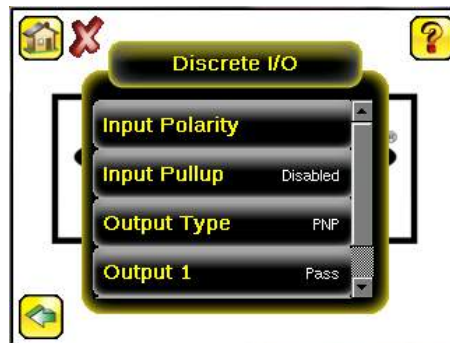 Discrete I/O
Input Polarity
Input Pullup Disabled
Output Type PNP
Output 1 Pass